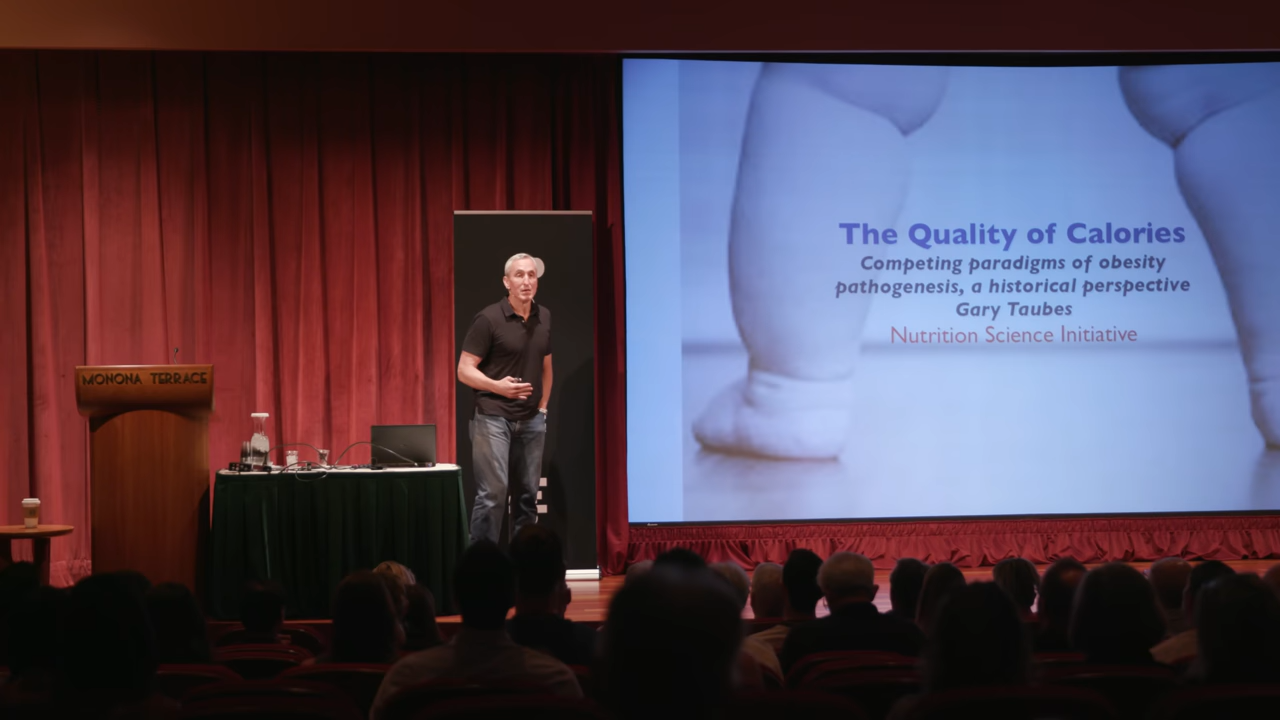 MONONA TERRACE
The Quality of Calories
Competing paradigms of obesity
pathogenesis, a historical perspective
Gary Taubes
Nutrition Science Initiative